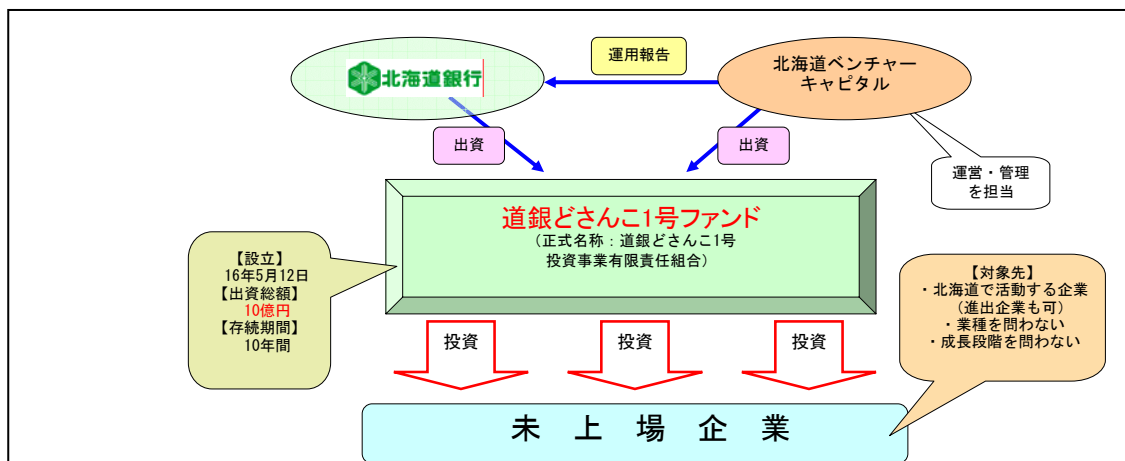 北海道銀行
運用報告
北海道ベンチャー
キャピタル
出資
出資
運営・管理
を担当
道銀どさんこ1号ファンド
(正式名称:道銀どさんこ1号
投資事業有限責任組合)
【設立】
16年5月12日
【出資総額】
10億円
【存続期間】
10年間
【対象先】
・北海道で活動する企業
(進出企業も可)
・業種を問わない
・成長段階を問わない
投資
投資
投資
未上場企業